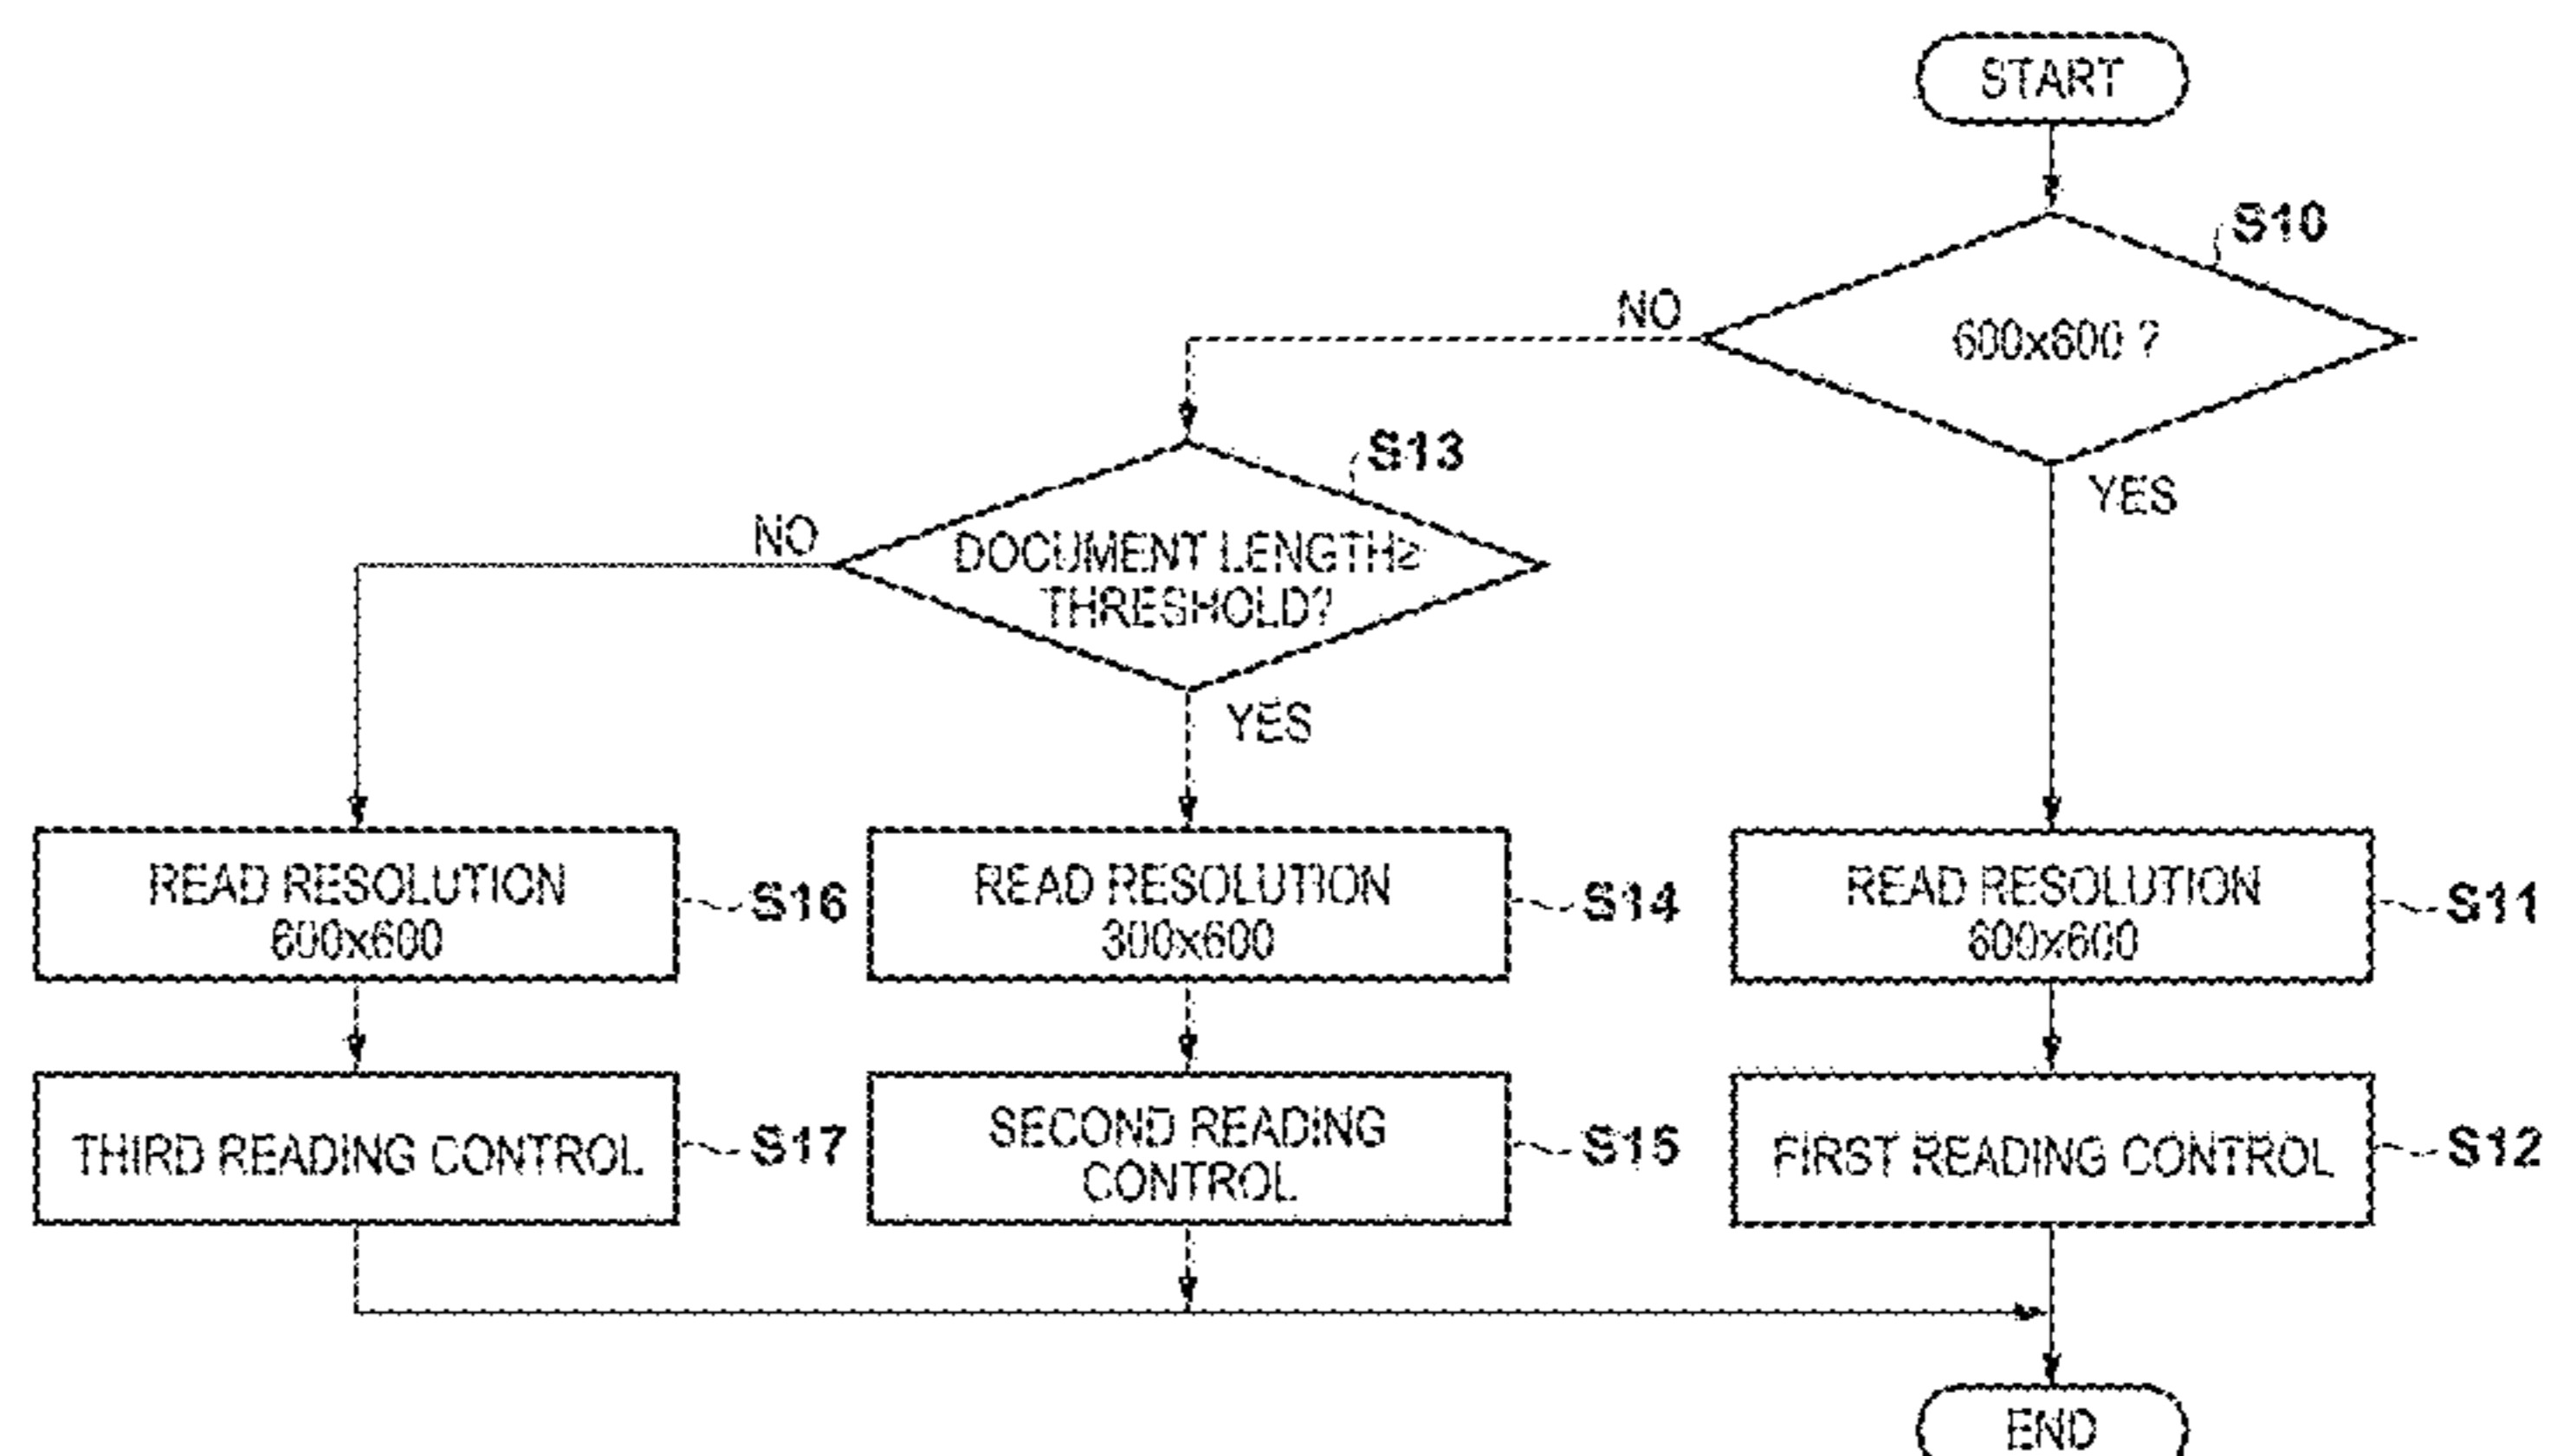 START
S10
600x600 ?
NO
YES
S13
DOCUMENT LENGTH≥
THRESHOLD?
NO
YES
READ RESOLUTION
600x600
S16
READ RESOLUTION
300x600
S14
READ RESOLUTION
600x600
S11
THIRD READING CONTROL
S17
SECOND READING
CONTROL
S15
FIRST READING CONTROL
S12
END